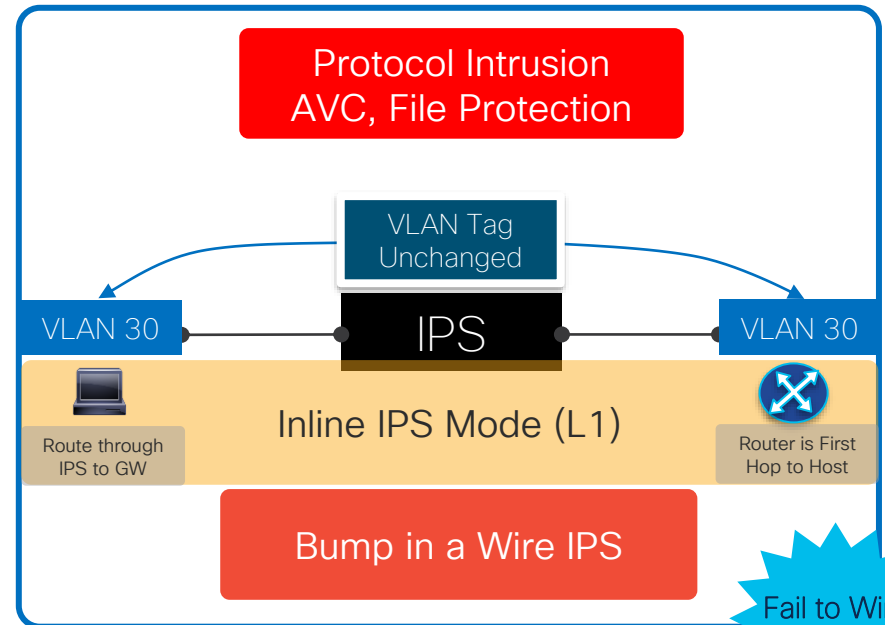 Protocol Intrusion
AVC, File Protection
VLAN Tag
Unchanged
VLAN 30
IPS
VLAN 30
Inline IPS Mode (L1)
Route through
IPS to GW
Router is First
Hop to Host
Bump in a Wire IPS
Fail to Wi